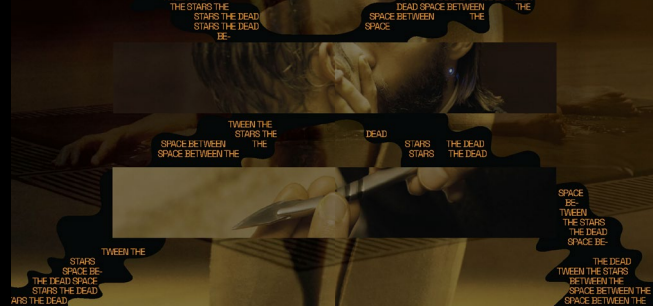 THE STARS THE
STARS THE DEAD
STARS THE DEAD
BE-
DEAD SPACE BETWEEN THE
SPACE BETWEEN THE
SPACE
TWEEN THE
STARS THE
SPACE BETWEEN THE
SPACE BETWEEN THE
DEAD
STARS THE DEAD
STARS THE DEAD
SPACE
BE-
TWEEN
THE STARS
THE DEAD
SPACE BE-
TWEEN THE
STARS
SPACE BE-
THE DEAD SPACE
STARS THE DEAD
THE DEAD
THE DEAD
TWEEN THE STARS
BETWEEN THE
SPACE BETWEEN THE
SPACE BETWEEN THE